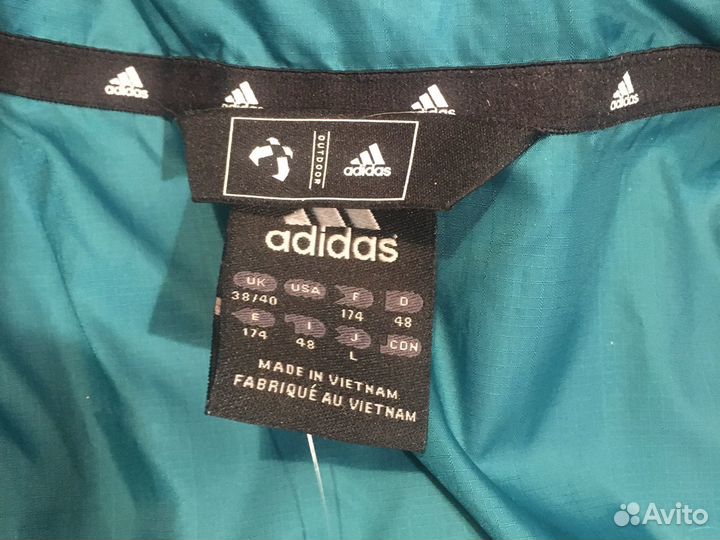 adidas
adidas
adidas
adidas
OUTDOOR
adidas
adidas
UK USA F D
38/40 174 48
E I J CDN
174 48 L
MADE IN VIETNAM
FABRIQUÉ AU VIETNAM
Avito